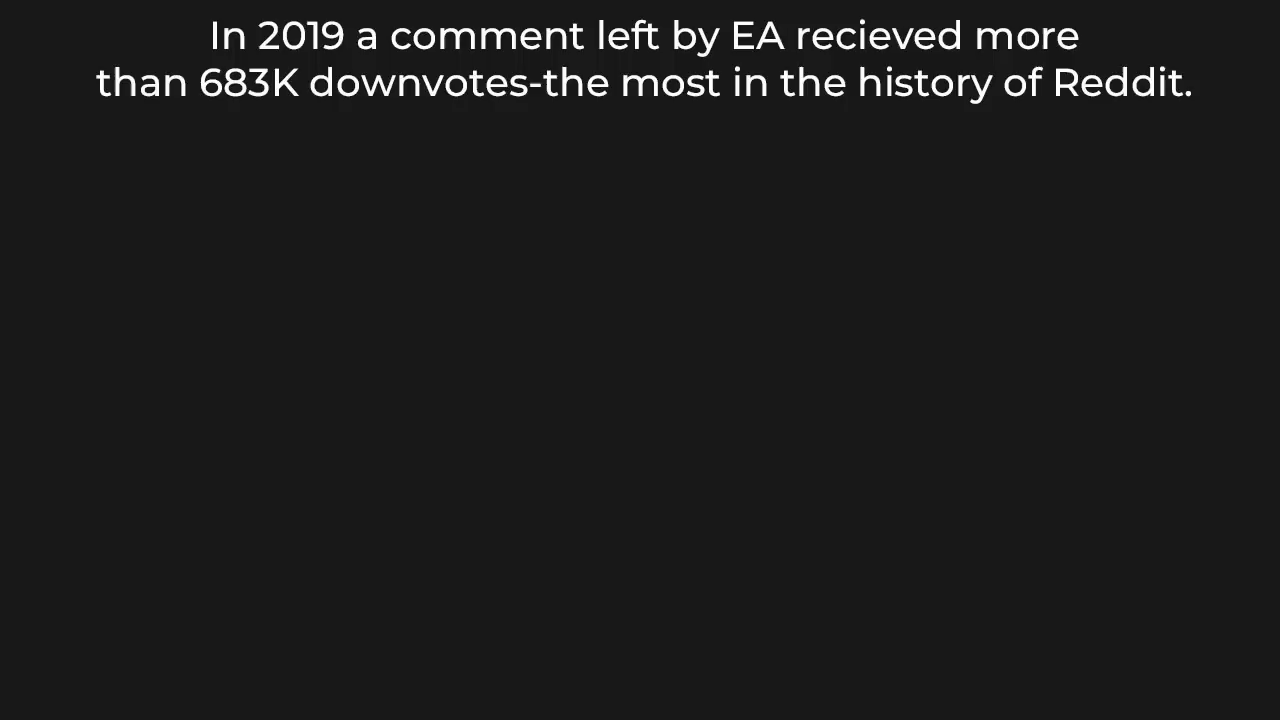 In 2019 a comment left by EA recieved more
than 683K downvotes-the most in the history of Reddit.